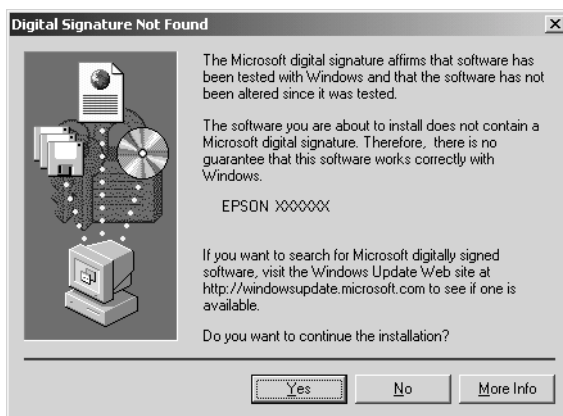 Digital Signature Not Found
The Microsoft digital signature affirms that software has
been tested with Windows and that the software has not
been altered since it was tested.
The software you are about to install does not contain a
Microsoft digital signature. Therefore, there is no
guarantee that this software works correctly with
Windows.
EPSON XXXXXX
If you want to search for Microsoft digitally signed
software, visit the Windows Update Web site at
http://windowsupdate.microsoft.com to see if one is
available.
Do you want to continue the installation?
Yes No More Info